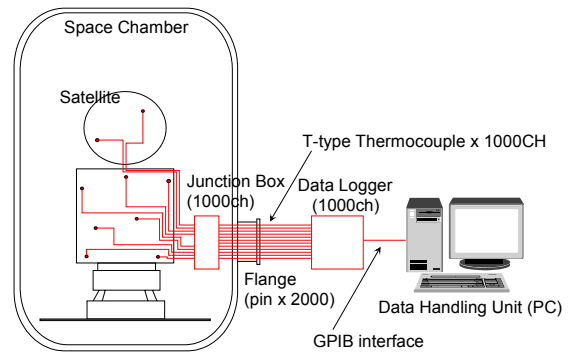 Space Chamber
Satellite
T-type Thermocouple x 1000CH
Junction Box
(1000ch)
Data Logger
(1000ch)
Flange
(pin x 2000)
Data Handling Unit (PC)
GPIB interface